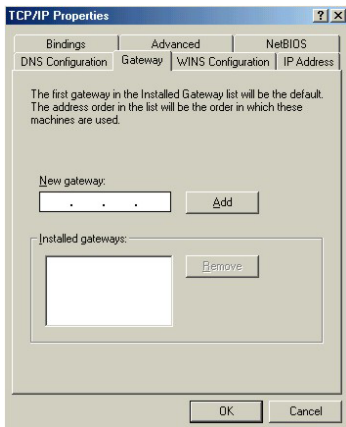 TCP/IP Properties
Bindings Advanced NetBIOS
DNS Configuration Gateway WINS Configuration IP Address
The first gateway in the Installed Gateway list will be the default.
The address order in the list will be the order in which these
machines are used.
New gateway:
. . .
Add
Installed gateways:
Remove
OK Cancel